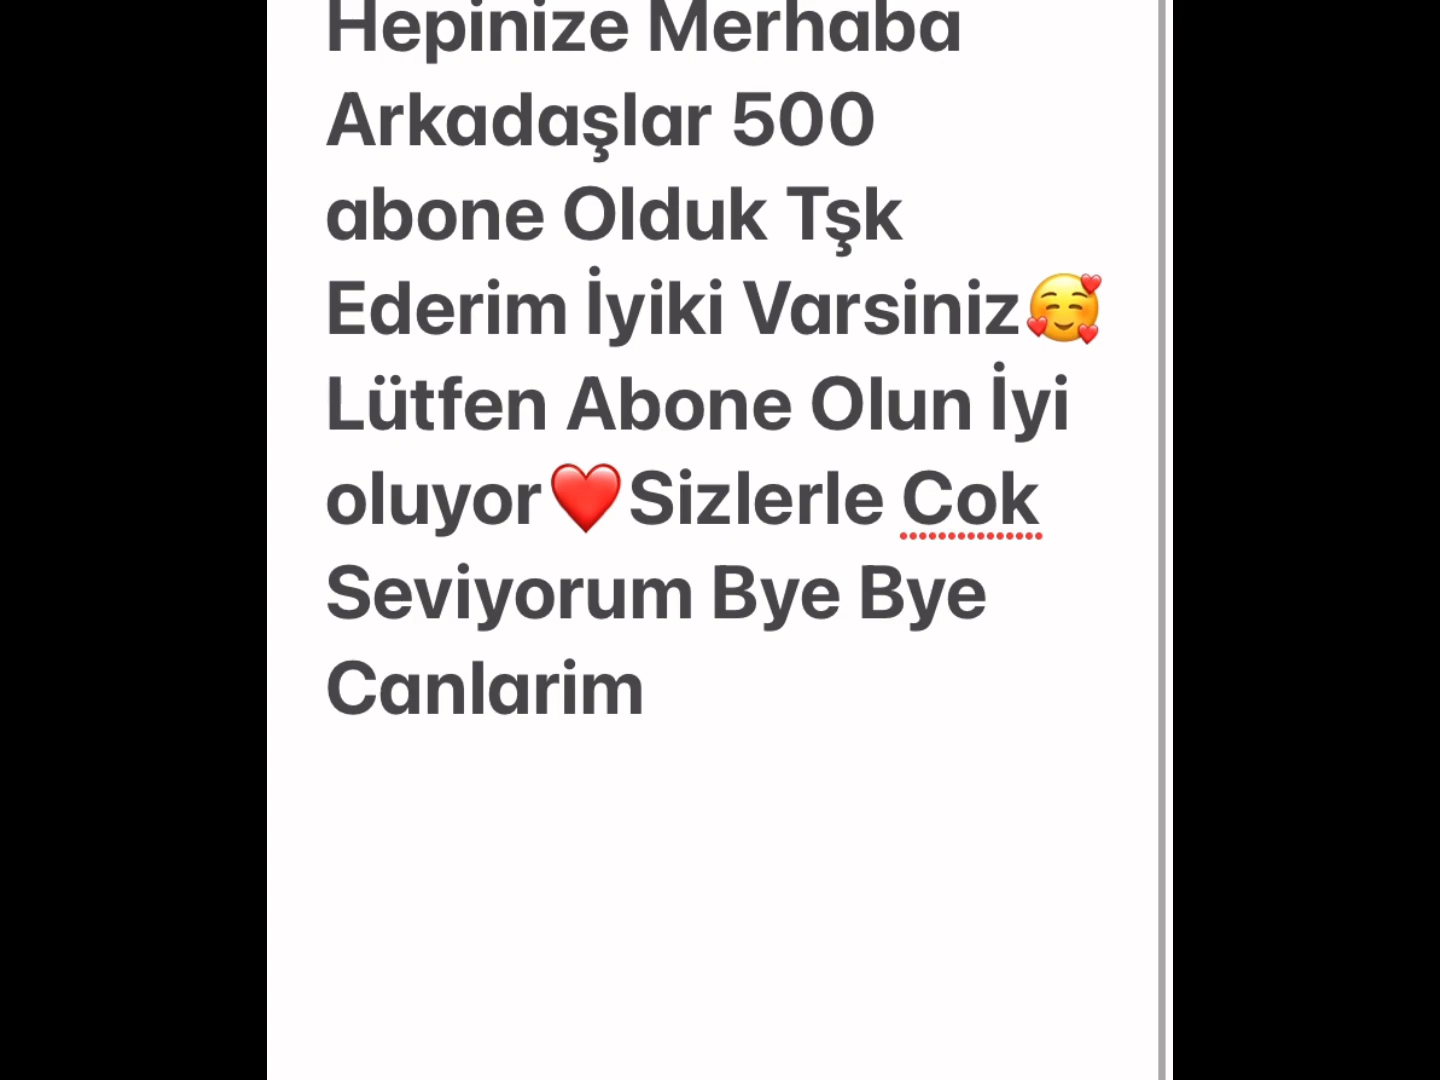 Hepinize Merhaba
Arkadaşlar 500
abone Olduk Tşk
Ederim İyiki Varsiniz🥰
Lütfen Abone Olun İyi
oluyor❤️Sizlerle Cok
Seviyorum Bye Bye
Canlarim